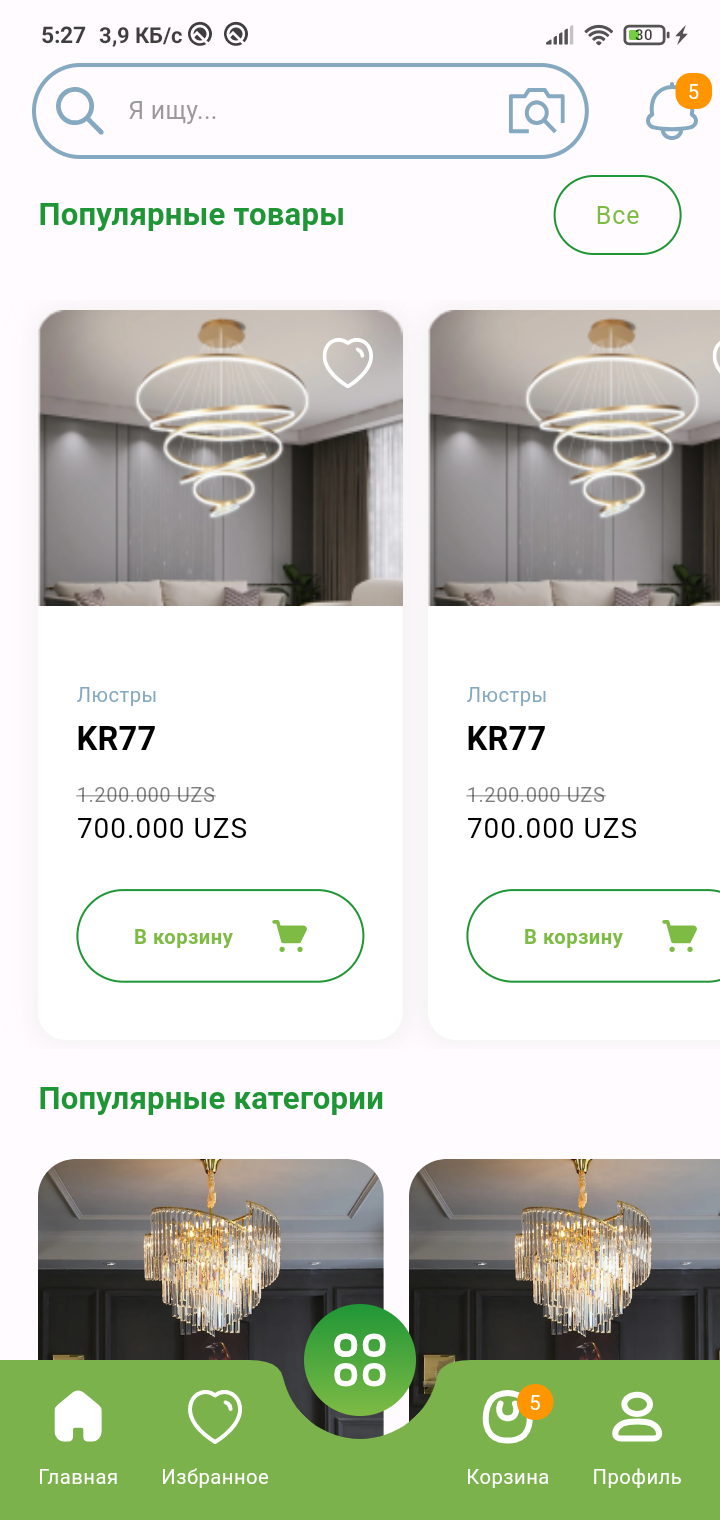 5:27 3,9 КБ/с 30
Я ищу...
5
Популярные товары
Все
Люстры
KR77
1.200.000 UZS
700.000 UZS
В корзину
Люстры
KR77
1.200.000 UZS
700.000 UZS
В корзину
Популярные категории
5
Главная
Избранное
Корзина
Профиль